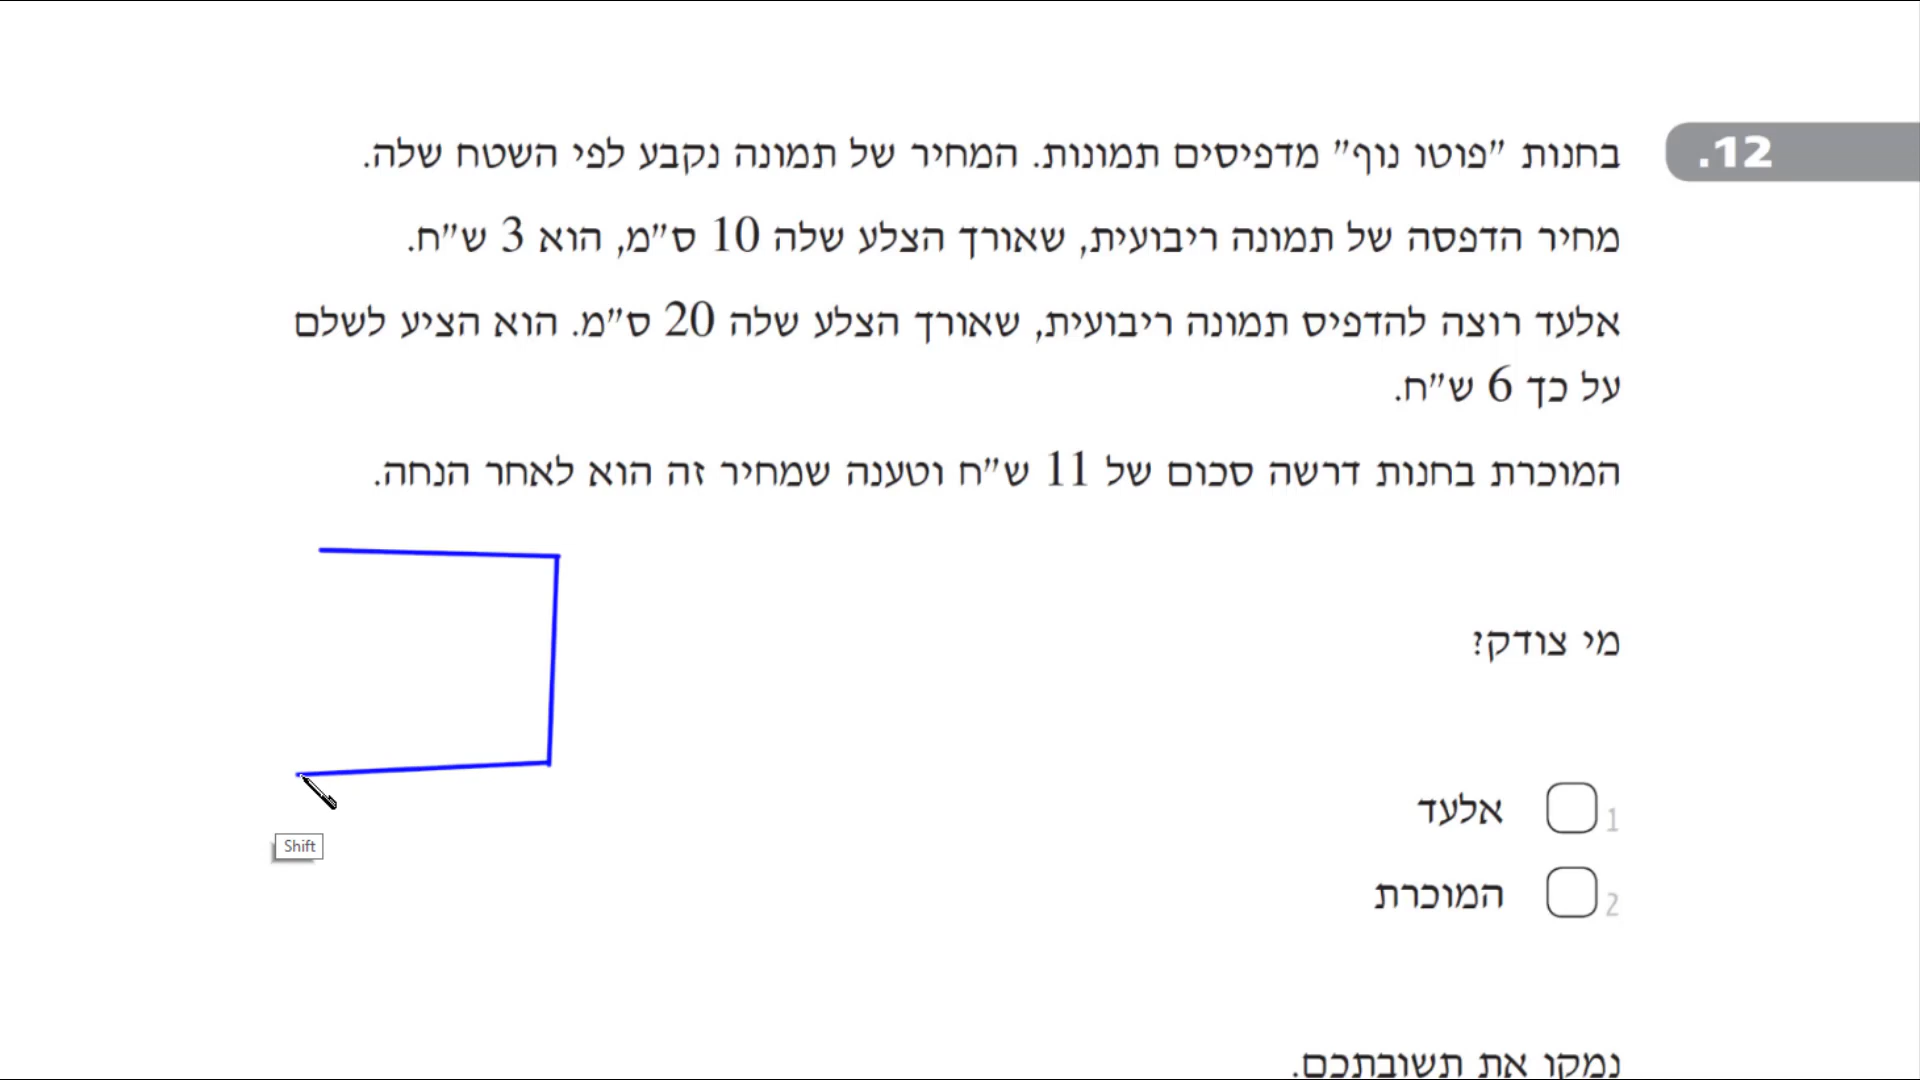 12.
בחנות "פוטו נוף" מדפיסים תמונות. המחיר של תמונה נקבע לפי השטח שלה.
מחיר הדפסה של תמונה ריבועית, שאורך הצלע שלה 10 ס"מ, הוא 3 ש"ח.
אלעד רוצה להדפיס תמונה ריבועית, שאורך הצלע שלה 20 ס"מ. הוא הציע לשלם
על כך 6 ש"ח.
המוכרת בחנות דרשה סכום של 11 ש"ח וטענה שמחיר זה הוא לאחר הנחה.
מי צודק?
1 אלעד
Shift
2 המוכרת
נמקו את תשובתכם.